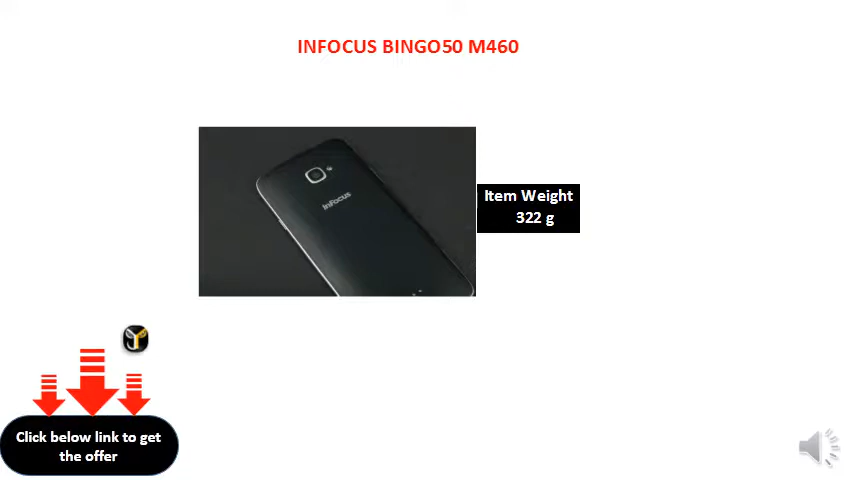 INFOCUS BINGO50 M460
InFocus
Item Weight
322 g
Click below link to get
the offer